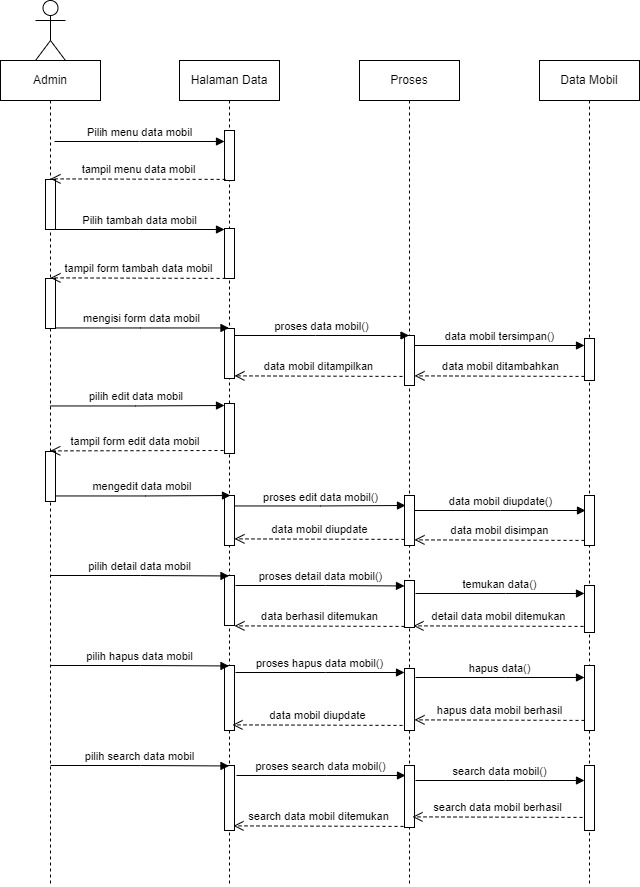 Admin
Halaman Data
Proses
Data Mobil
Pilih menu data mobil
tampil menu data mobil
Pilih tambah data mobil
tampil form tambah data mobil
mengisi form data mobil
proses data mobil()
data mobil tersimpan()
data mobil ditampilkan
data mobil ditambahkan
pilih edit data mobil
tampil form edit data mobil
mengedit data mobil
proses edit data mobil()
data mobil diupdate()
data mobil diupdate
data mobil disimpan
pilih detail data mobil
proses detail data mobil()
temukan data()
data berhasil ditemukan
detail data mobil ditemukan
pilih hapus data mobil
proses hapus data mobil()
hapus data()
data mobil diupdate
hapus data mobil berhasil
pilih search data mobil
proses search data mobil()
search data mobil()
search data mobil ditemukan
search data mobil berhasil